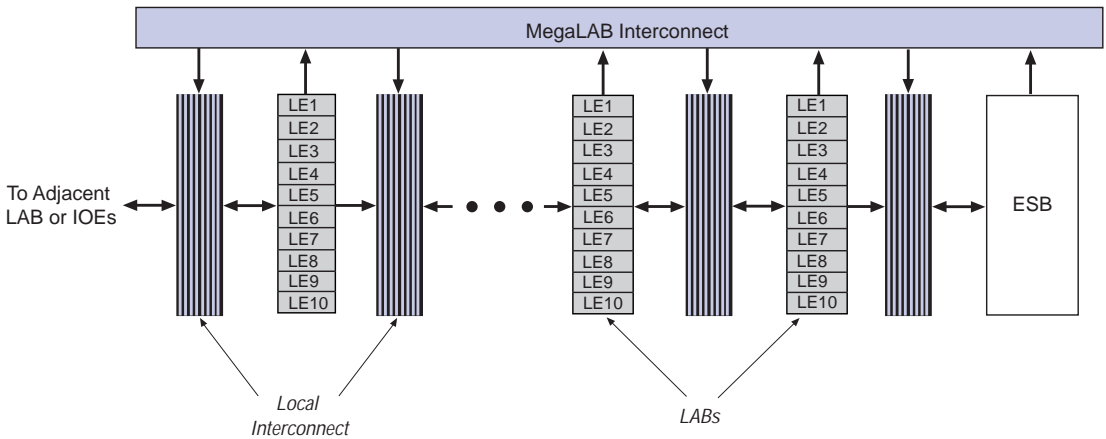 MegaLAB Interconnect
LE1
LE2
LE3
LE4
LE5
LE6
LE7
LE8
LE9
LE10
LE1
LE2
LE3
LE4
LE5
LE6
LE7
LE8
LE9
LE10
LE1
LE2
LE3
LE4
LE5
LE6
LE7
LE8
LE9
LE10
To Adjacent
LAB or IOEs
ESB
Local
Interconnect
LABs